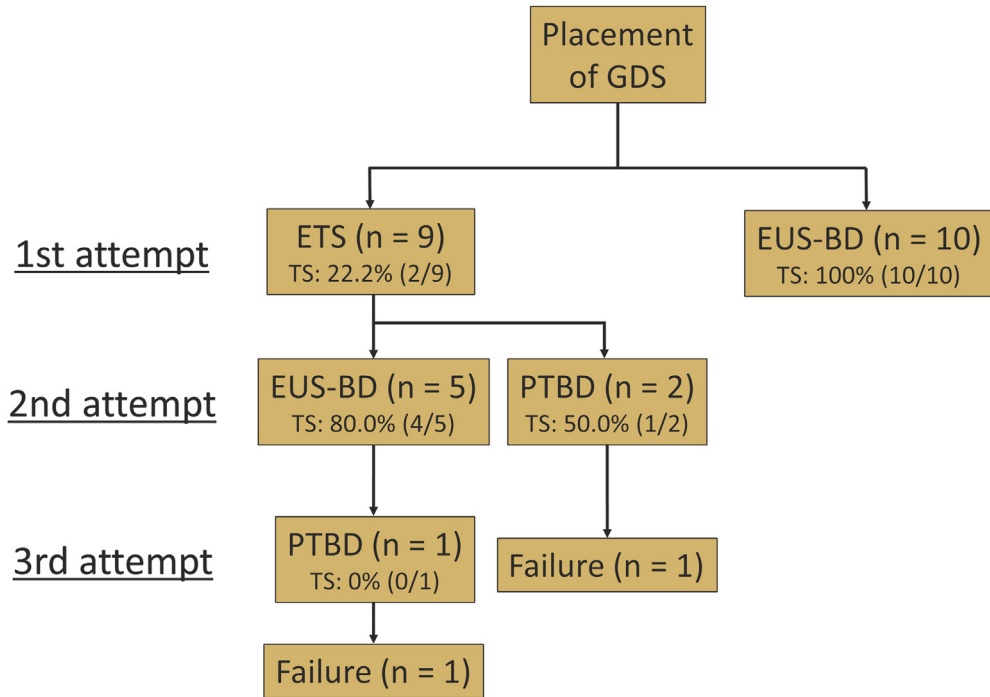 Placement
of GDS
1st attempt
ETS (n = 9)
TS: 22.2% (2/9)
EUS-BD (n = 10)
TS: 100% (10/10)
2nd attempt
EUS-BD (n = 5)
TS: 80.0% (4/5)
PTBD (n = 2)
TS: 50.0% (1/2)
3rd attempt
PTBD (n = 1)
TS: 0% (0/1)
Failure (n = 1)
Failure (n = 1)